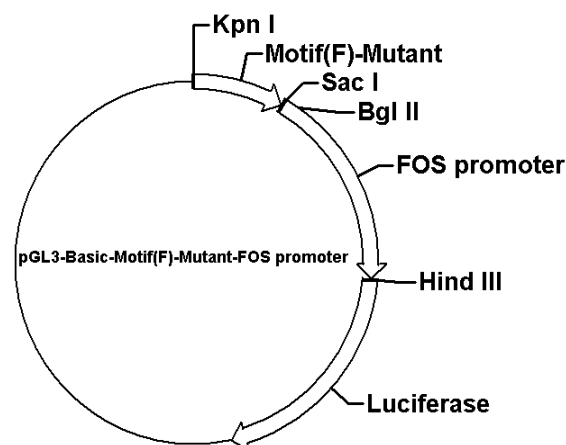 Kpn I
Motif(F)-Mutant
Sac I
Bgl II
FOS promoter
pGL3-Basic-Motif(F)-Mutant-FOS promoter
Hind III
Luciferase